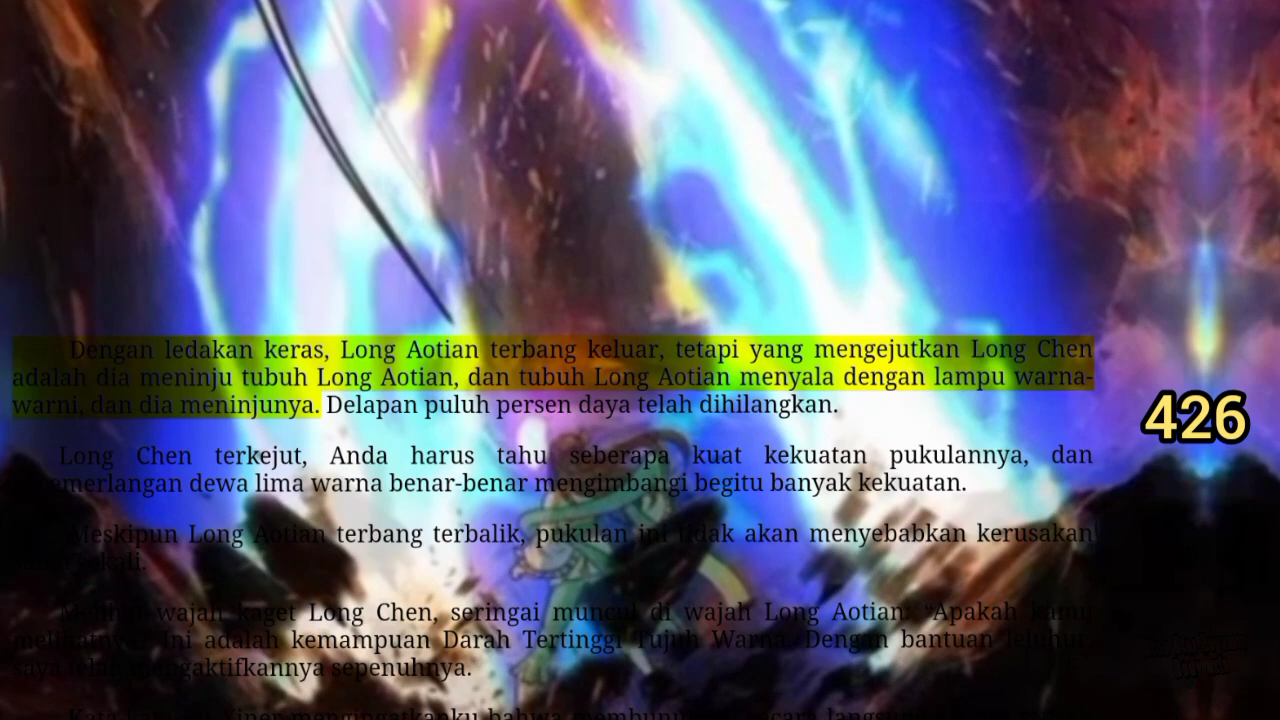 Dengan ledakan keras, Long Aotian terbang keluar, tetapi yang mengejutkan Long Chen
adalah dia meninju tubuh Long Aotian, dan tubuh Long Aotian menyala dengan lampu warna-
warni, dan dia meninjunya. Delapan puluh persen daya telah dihilangkan.
426
Long Chen terkejut, Anda harus tahu seberapa kuat kekuatan pukulannya, dan
dewa lima warna benar-benar mengimbangi begitu banyak kekuatan.
Meskipun Long Aotian terbang terbalik, pukulan ini tidak akan menyebabkan kerusakan
sekali.
wajah kaget Long Chen, seringai muncul di wajah Long Aotian: "Apakah kamu
Ini adalah kemampuan Darah Tertinggi Tujuh Warna. Dengan bantuan leluhur,
saya telah mengaktifkannya sepenuhnya.
mengingatkanku bahwa